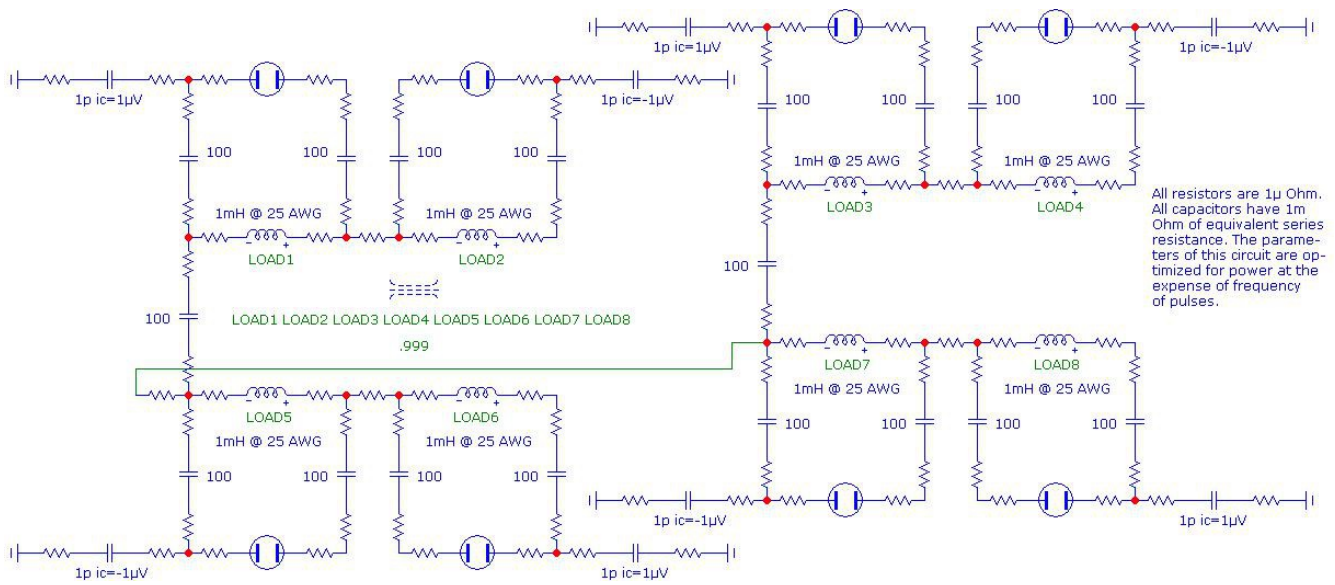 1p ic=1µV
1p ic=-1µV
100
100
100
100
1mH @ 25 AWG
1mH @ 25 AWG
LOAD3
LOAD4
1p ic=1µV
1p ic=-1µV
100
100
100
100
1mH @ 25 AWG
1mH @ 25 AWG
LOAD1
LOAD2
All resistors are 1µ Ohm.
All capacitors have 1m
Ohm of equivalent series
resistance. The parame-
ters of this circuit are op-
timized for power at the
expense of frequency
of pulses.
100
100
LOAD1 LOAD2 LOAD3 LOAD4 LOAD5 LOAD6 LOAD7 LOAD8
.999
LOAD7
LOAD8
1mH @ 25 AWG
1mH @ 25 AWG
100
100
100
100
1p ic=-1µV
1p ic=1µV
LOAD5
LOAD6
1mH @ 25 AWG
1mH @ 25 AWG
100
100
100
100
1p ic=-1µV
1p ic=1µV